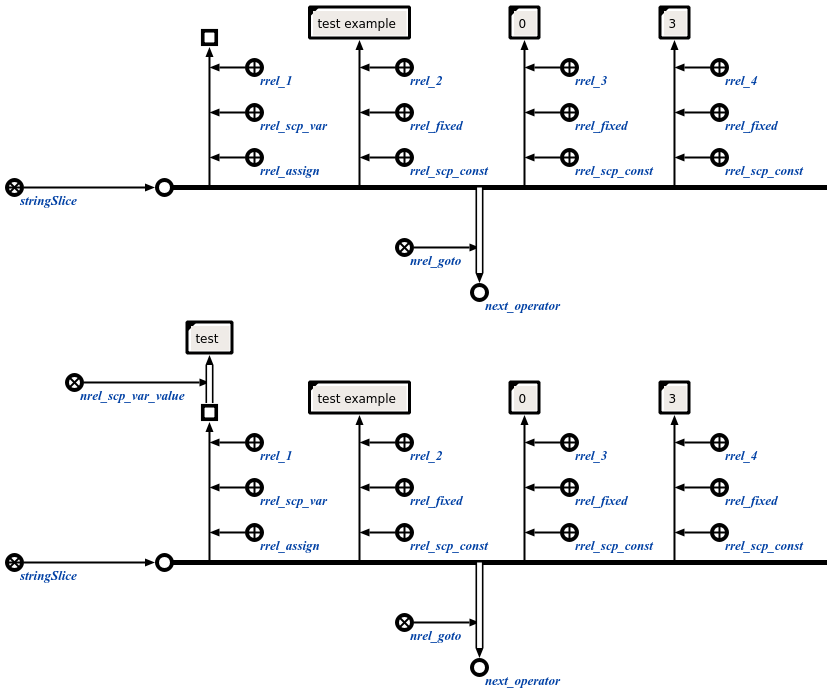 test example 0 3
rrel_1 rrel_2 rrel_3 rrel_4
rrel_scp_var rrel_fixed rrel_fixed rrel_fixed
rrel_assign rrel_scp_const rrel_scp_const rrel_scp_const
stringSlice
nrel_goto
next_operator
test
nrel_scp_var_value
test example 0 3
rrel_1 rrel_2 rrel_3 rrel_4
rrel_scp_var rrel_fixed rrel_fixed rrel_fixed
rrel_assign rrel_scp_const rrel_scp_const rrel_scp_const
stringSlice
nrel_goto
next_operator